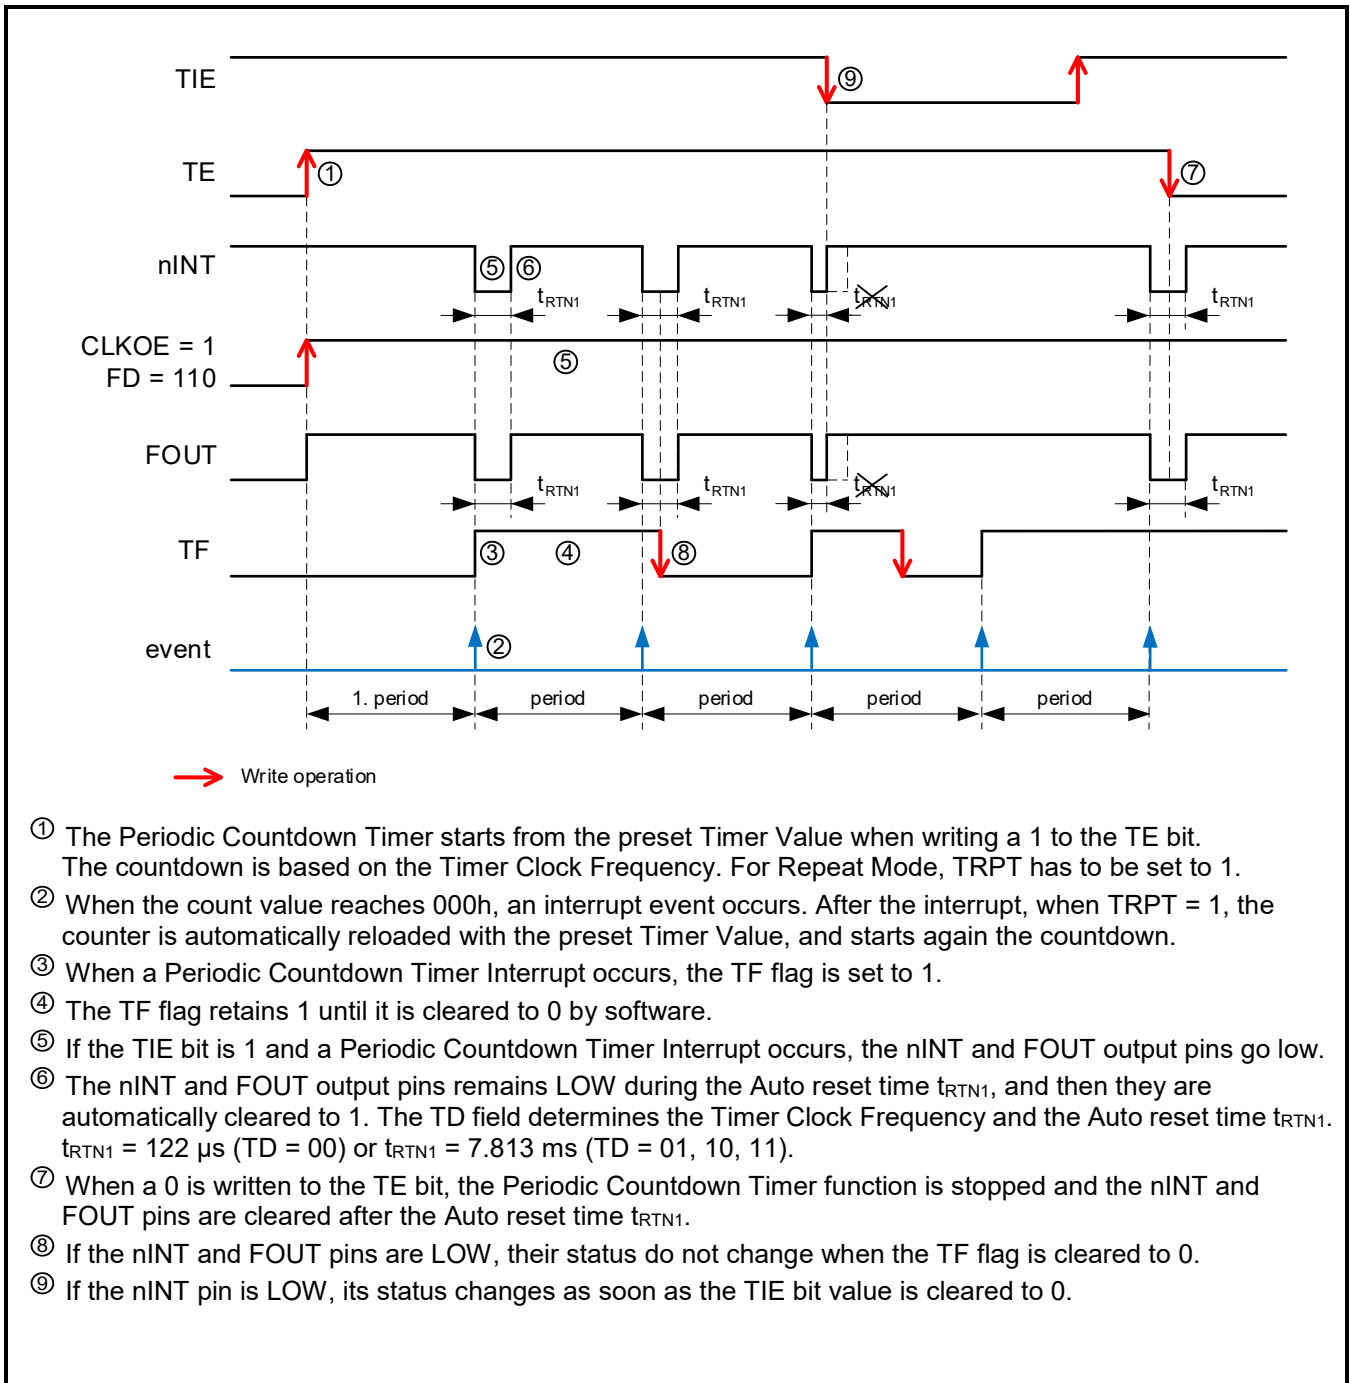 TIE
⑨
TE
①
⑦
nINT
⑤ ⑥
tRTN1 tRTN1 tRTN1 tRTN1
CLKOE = 1
FD = 110
⑤
FOUT
tRTN1 tRTN1 tRTN1 tRTN1
TF
③ ④ ⑧
event
②
1. period period period period period
Write operation
① The Periodic Countdown Timer starts from the preset Timer Value when writing a 1 to the TE bit.
The countdown is based on the Timer Clock Frequency. For Repeat Mode, TRPT has to be set to 1.
② When the count value reaches 000h, an interrupt event occurs. After the interrupt, when TRPT = 1, the
counter is automatically reloaded with the preset Timer Value, and starts again the countdown.
③ When a Periodic Countdown Timer Interrupt occurs, the TF flag is set to 1.
④ The TF flag retains 1 until it is cleared to 0 by software.
⑤ If the TIE bit is 1 and a Periodic Countdown Timer Interrupt occurs, the nINT and FOUT output pins go low.
⑥ The nINT and FOUT output pins remains LOW during the Auto reset time tRTN1, and then they are
automatically cleared to 1. The TD field determines the Timer Clock Frequency and the Auto reset time tRTN1.
tRTN1 = 122 µs (TD = 00) or tRTN1 = 7.813 ms (TD = 01, 10, 11).
⑦ When a 0 is written to the TE bit, the Periodic Countdown Timer function is stopped and the nINT and
FOUT pins are cleared after the Auto reset time tRTN1.
⑧ If the nINT and FOUT pins are LOW, their status do not change when the TF flag is cleared to 0.
⑨ If the nINT pin is LOW, its status changes as soon as the TIE bit value is cleared to 0.